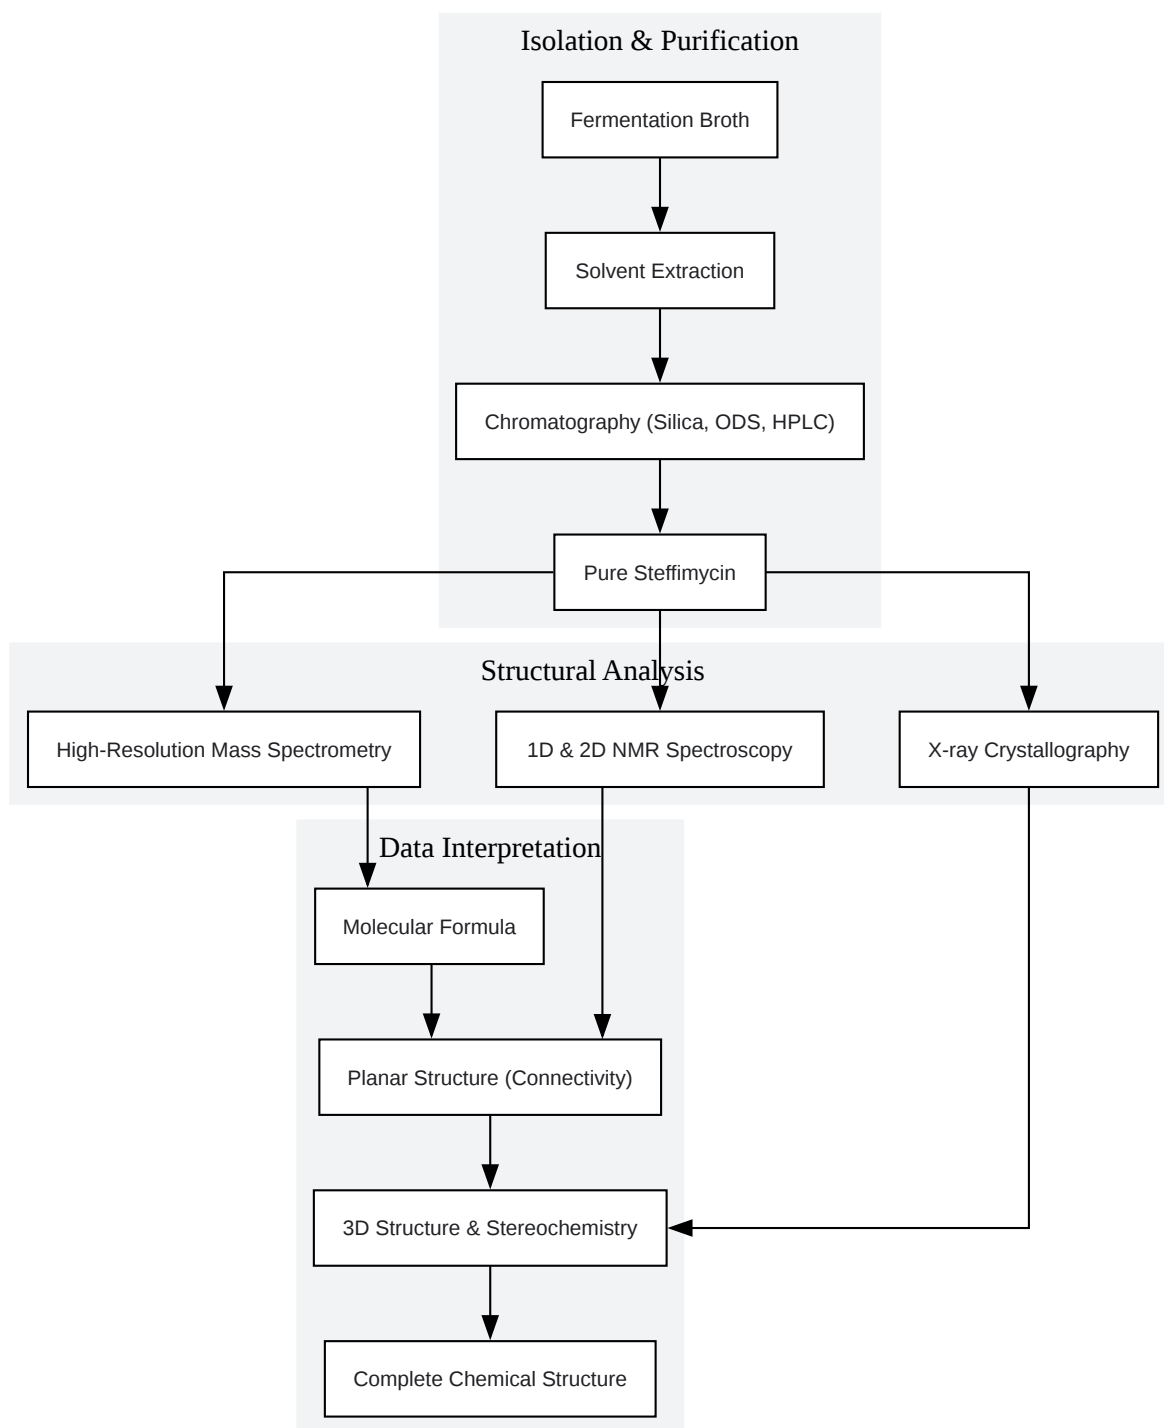 Isolation & Purification
Fermentation Broth
Solvent Extraction
Chromatography (Silica, ODS, HPLC)
Pure Steffimycin
Structural Analysis
High-Resolution Mass Spectrometry
1D & 2D NMR Spectroscopy
X-ray Crystallography
Data Interpretation
Molecular Formula
Planar Structure (Connectivity)
3D Structure & Stereochemistry
Complete Chemical Structure